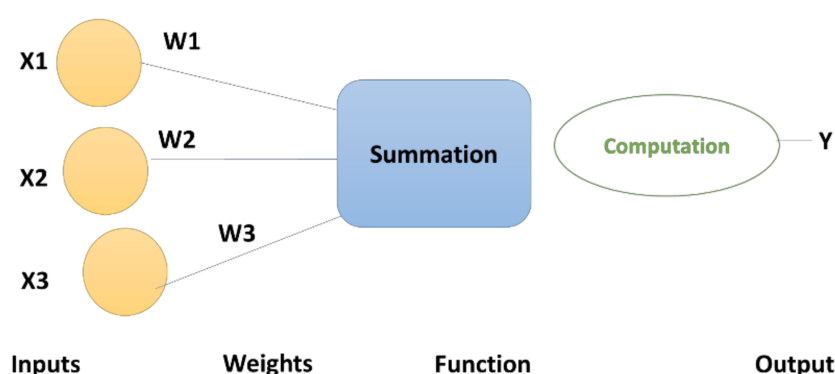 X1
W1
X2
W2
X3
W3
Summation
Computation
Y
Inputs Weights Function Output